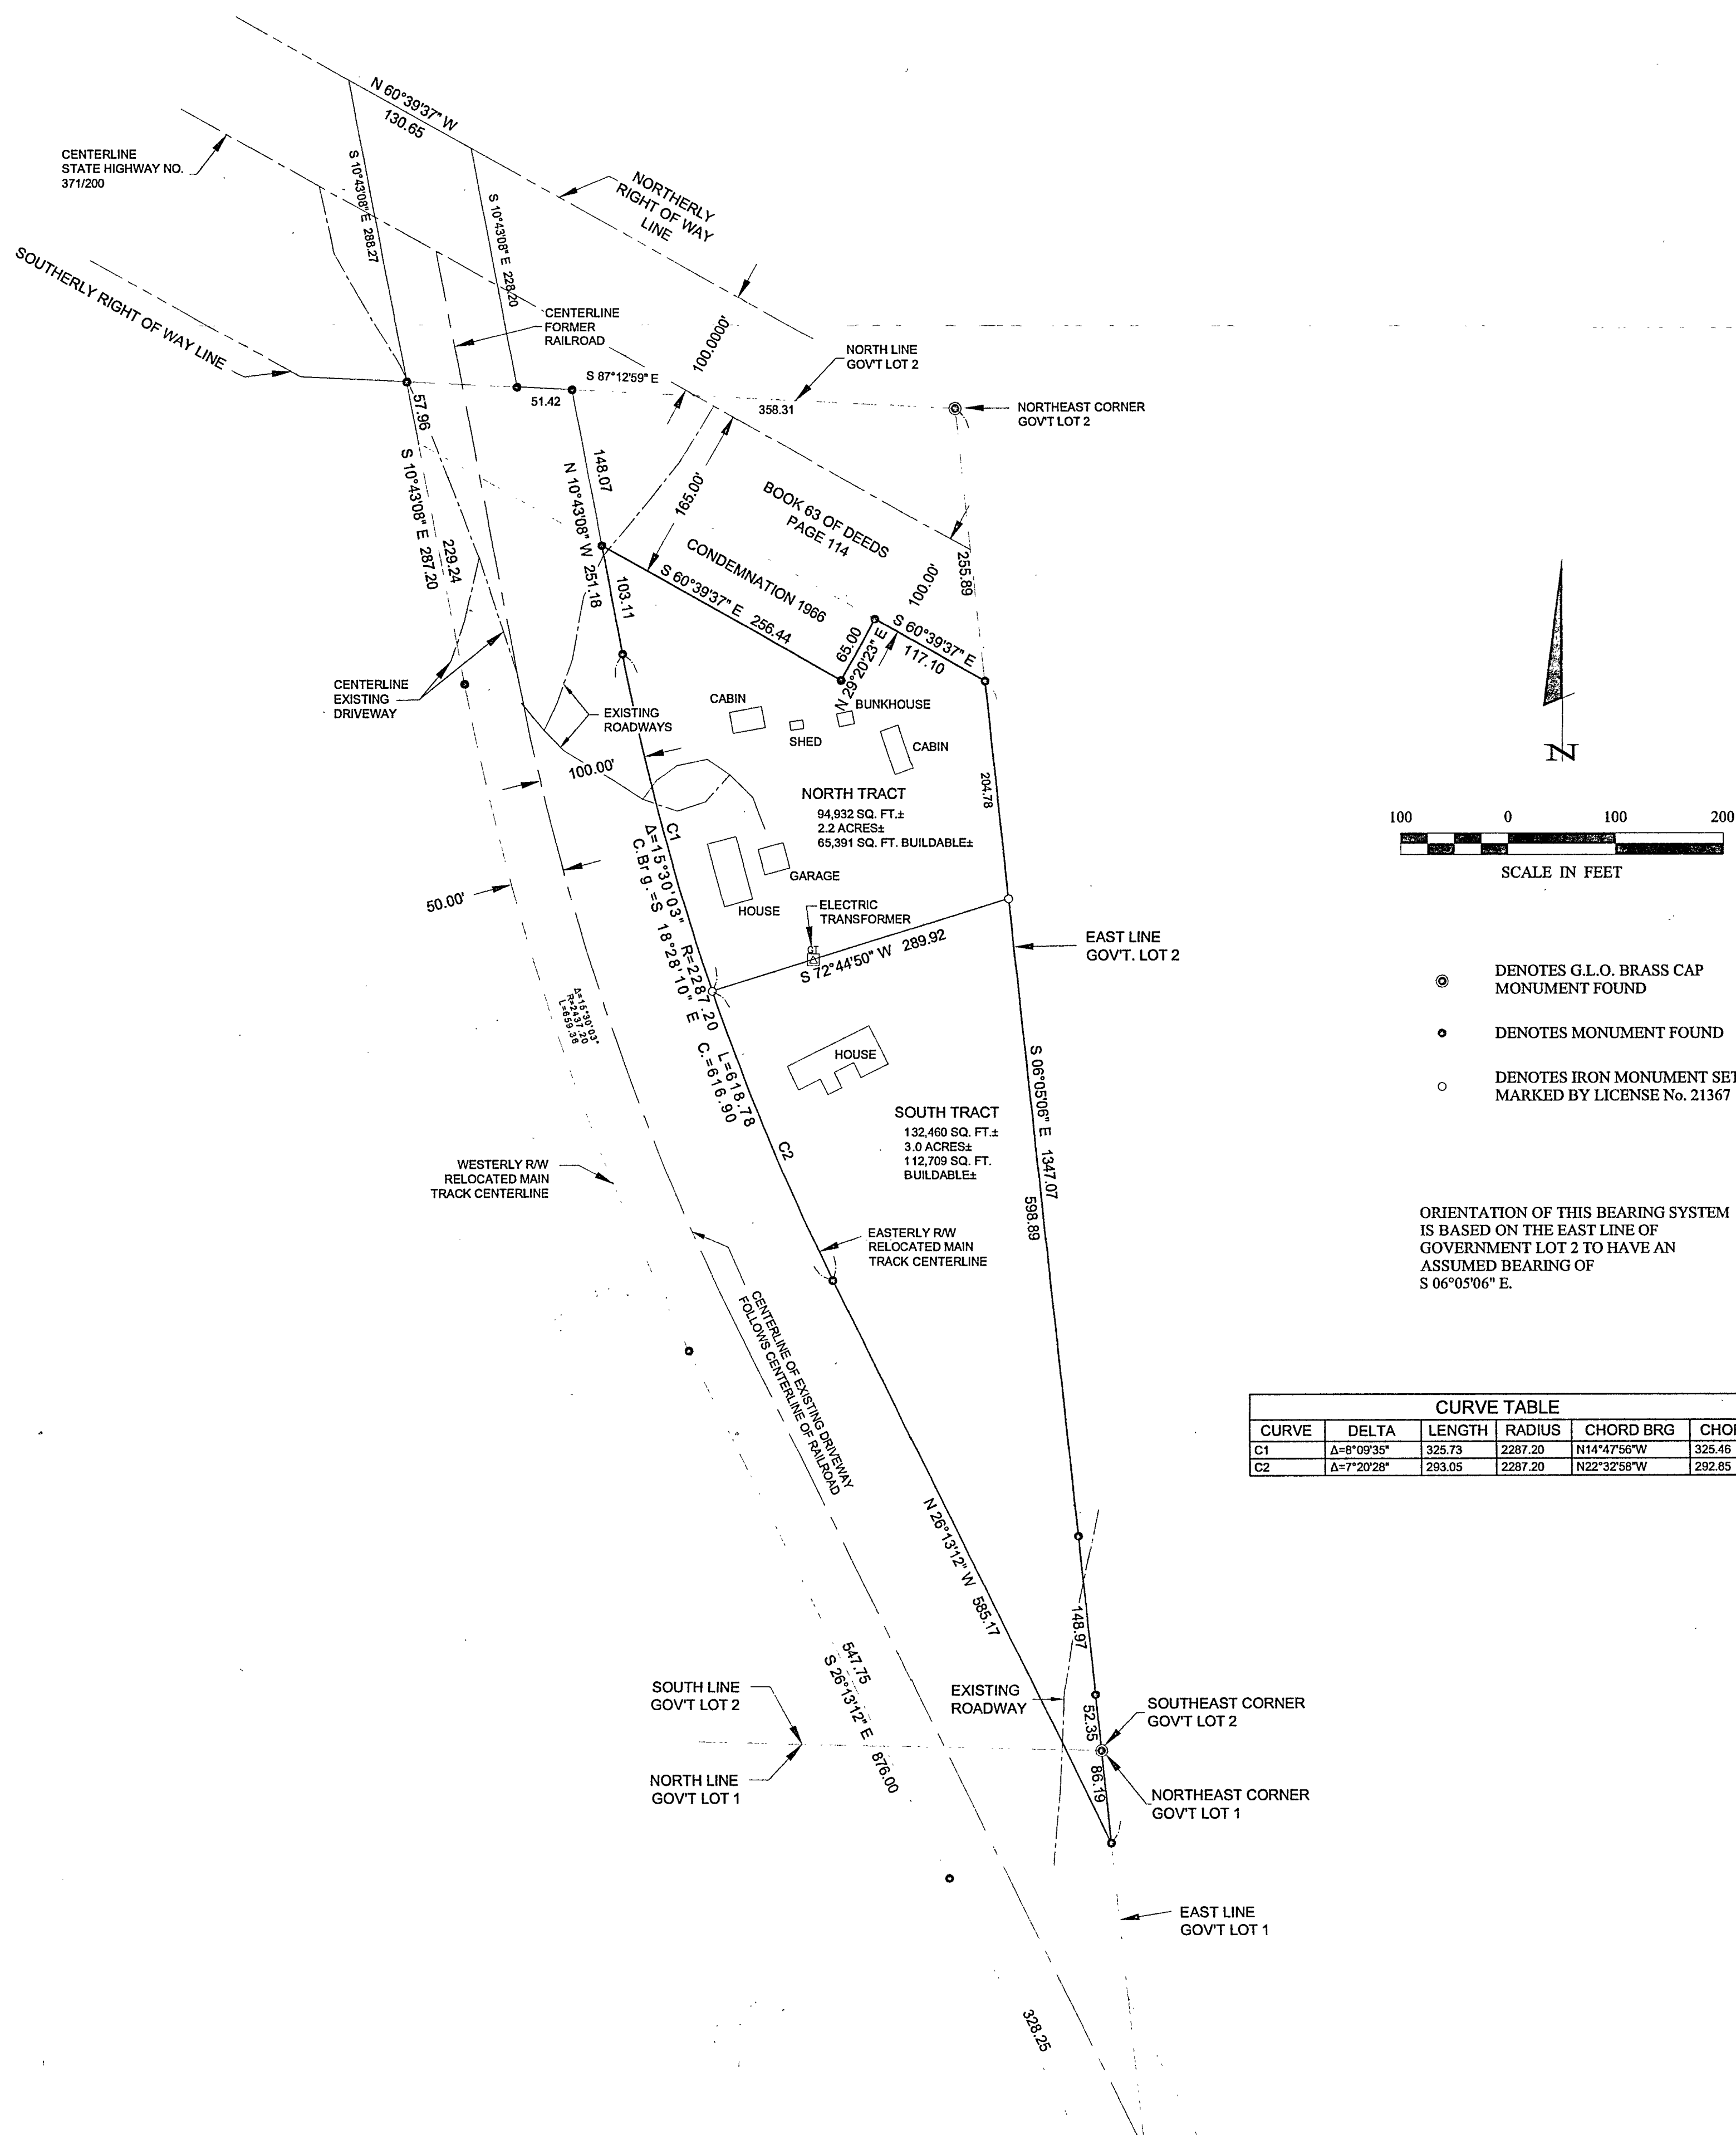 N 60°39'37" W
130.65
CENTERLINE
STATE HIGHWAY NO.
371/200
S 10°43'08" E 288.27
S 10°43'08" E 228.20
NORTHERLY
RIGHT OF WAY
LINE
SOUTHERLY RIGHT OF WAY LINE
CENTERLINE
FORMER
RAILROAD
100.0000'
NORTH LINE
GOV'T LOT 2
S 87°12'59" E
51.42
358.31
NORTHEAST CORNER
GOV'T LOT 2
57.96
S 10°43'08" E 287.20
229.24
148.07
N 10°43'08" W 251.18
103.11
165.00'
BOOK 63 OF DEEDS
PAGE 114
CONDEMNATION 1966
S 60°39'37" E 256.44
100.00'
255.89
65.00
N 29°20'23" E
S 60°39'37" E
117.10
CENTERLINE
EXISTING
DRIVEWAY
EXISTING
ROADWAYS
CABIN
SHED
BUNKHOUSE
CABIN
100.00'
NORTH TRACT
94,932 SQ. FT.±
2.2 ACRES±
65,391 SQ. FT. BUILDABLE±
204.78
C1
Δ=15°30'03" R=2287.20 L=618.78
C.Brg.=S 18°28'10" E C.=616.90
GARAGE
HOUSE
50.00'
ELECTRIC
TRANSFORMER
S 72°44'50" W 289.92
EAST LINE
GOV'T. LOT 2
Δ=15°30'03"
R=2437.20
L=659.36
HOUSE
S 06°05'06" E 1347.07
598.89
SOUTH TRACT
132,460 SQ. FT.±
3.0 ACRES±
112,709 SQ. FT.
BUILDABLE±
C2
WESTERLY R/W
RELOCATED MAIN
TRACK CENTERLINE
EASTERLY R/W
RELOCATED MAIN
TRACK CENTERLINE
CENTERLINE OF EXISTING DRIVEWAY
FOLLOWS CENTERLINE OF RAILROAD
N 26°13'12" W 585.17
148.97
547.75
S 26°13'12" E 876.00
SOUTH LINE
GOV'T LOT 2
NORTH LINE
GOV'T LOT 1
EXISTING
ROADWAY
52.35
86.19
SOUTHEAST CORNER
GOV'T LOT 2
NORTHEAST CORNER
GOV'T LOT 1
EAST LINE
GOV'T LOT 1
328.25
N
100 0 100 200
SCALE IN FEET
DENOTES G.L.O. BRASS CAP
MONUMENT FOUND
DENOTES MONUMENT FOUND
DENOTES IRON MONUMENT SET
MARKED BY LICENSE No. 21367
ORIENTATION OF THIS BEARING SYSTEM
IS BASED ON THE EAST LINE OF
GOVERNMENT LOT 2 TO HAVE AN
ASSUMED BEARING OF
S 06°05'06" E.
CURVE TABLE
CURVE DELTA LENGTH RADIUS CHORD BRG CHO
C1 Δ=8°09'35" 325.73 2287.20 N14°47'56"W 325.46
C2 Δ=7°20'28" 293.05 2287.20 N22°32'58"W 292.85